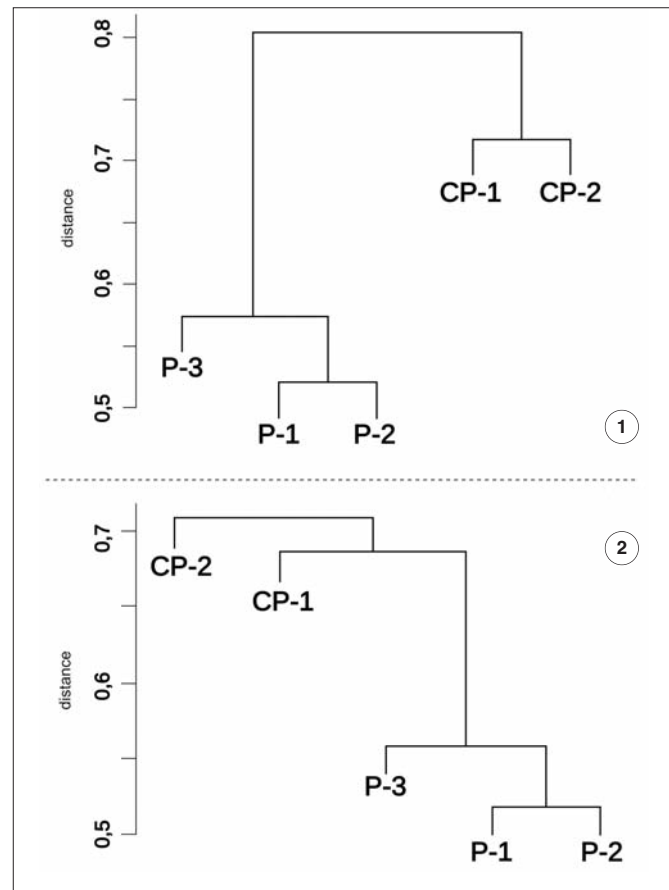 0,8
0,7
0,6
0,5
distance
CP-1 CP-2
P-3
P-1 P-2
1
0,7
0,6
0,5
distance
2
CP-2
CP-1
P-3
P-1 P-2